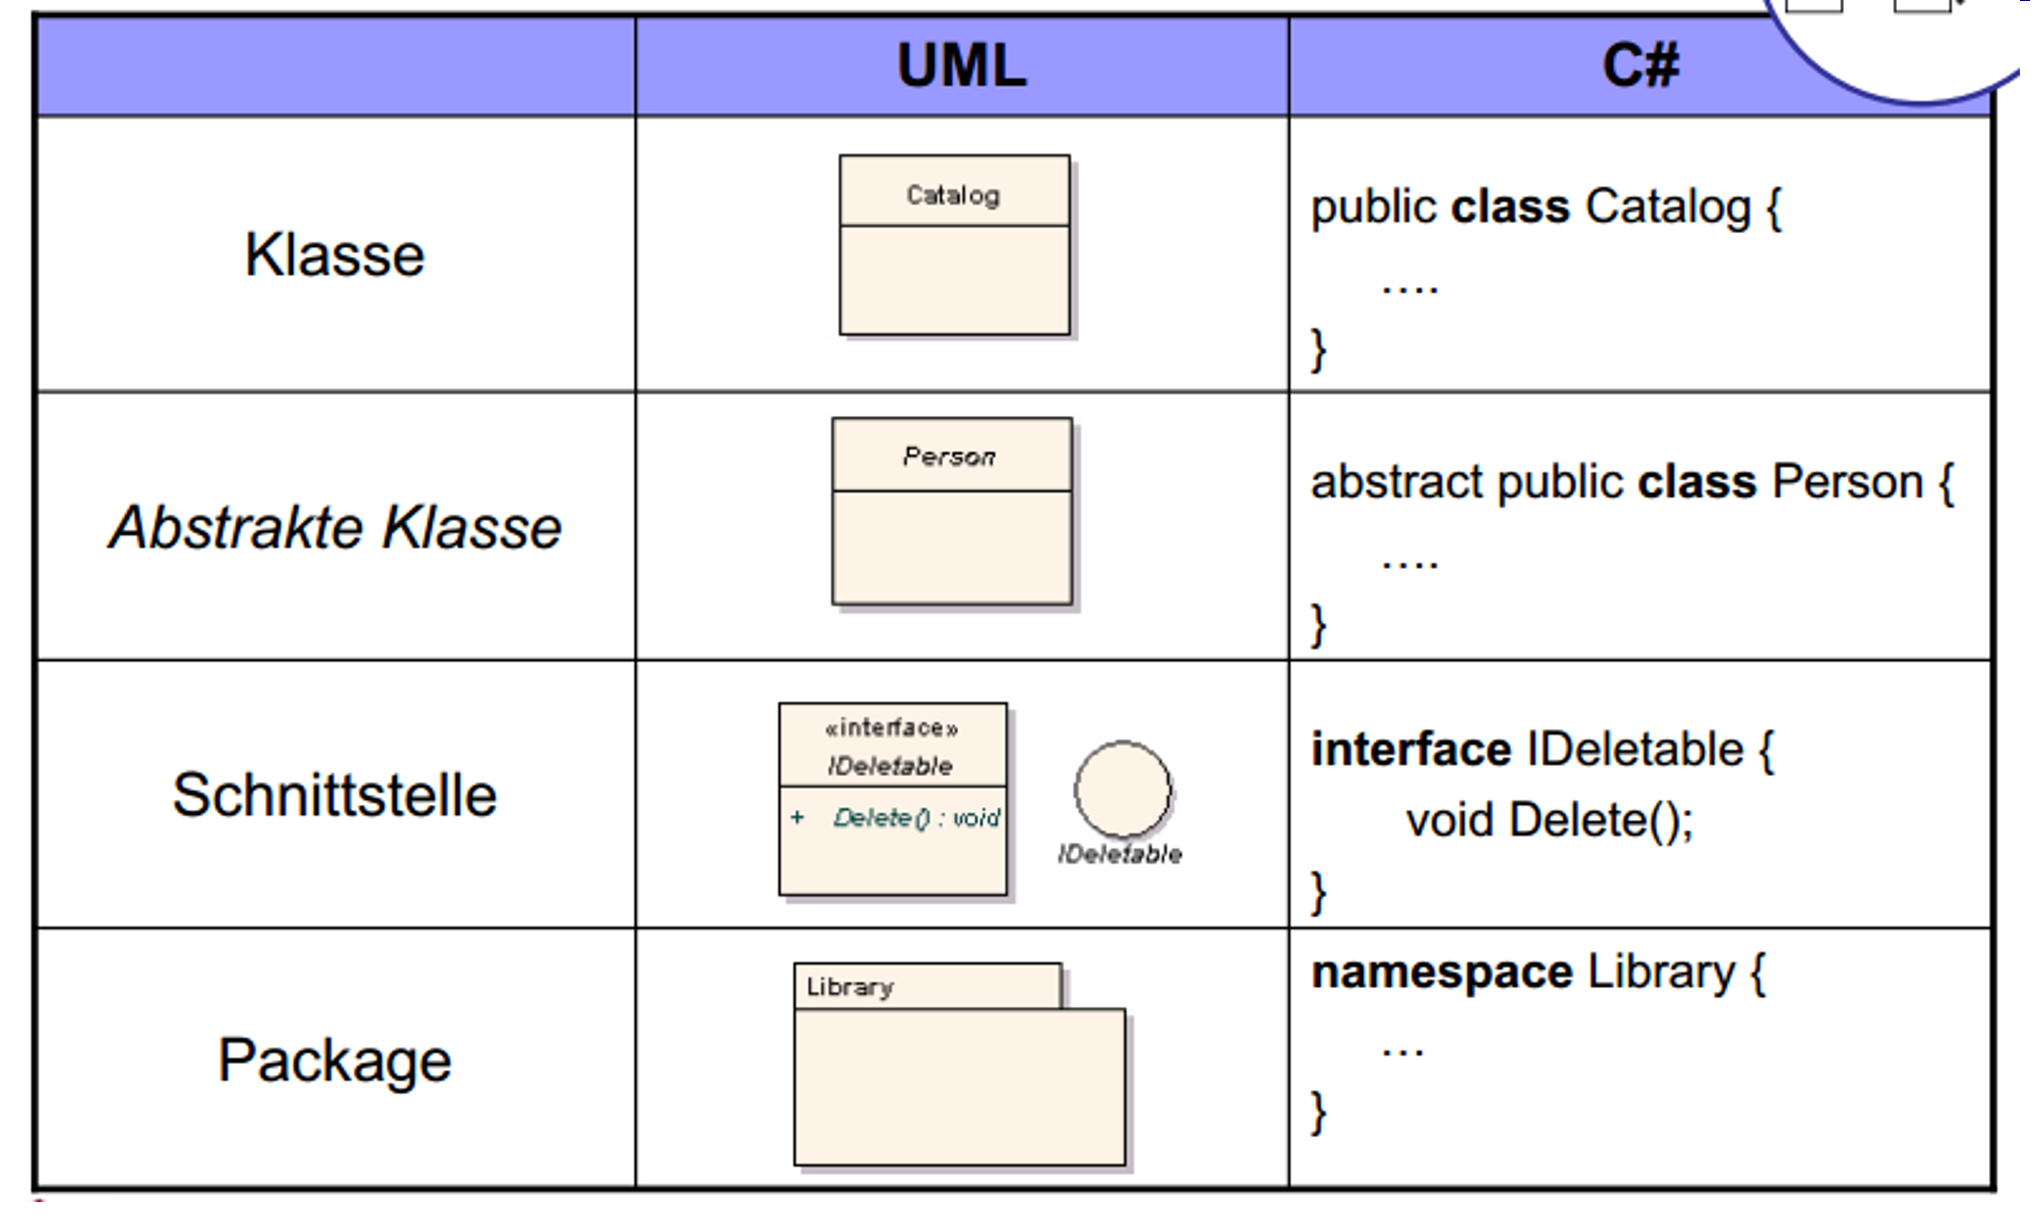 UML
C#
Klasse
Catalog
public class Catalog {
....
}
Abstrakte Klasse
Person
abstract public class Person {
....
}
Schnittstelle
«interface»
IDeletable
+ Delete() : void
IDeletable
interface IDeletable {
void Delete();
}
Package
Library
namespace Library {
...
}